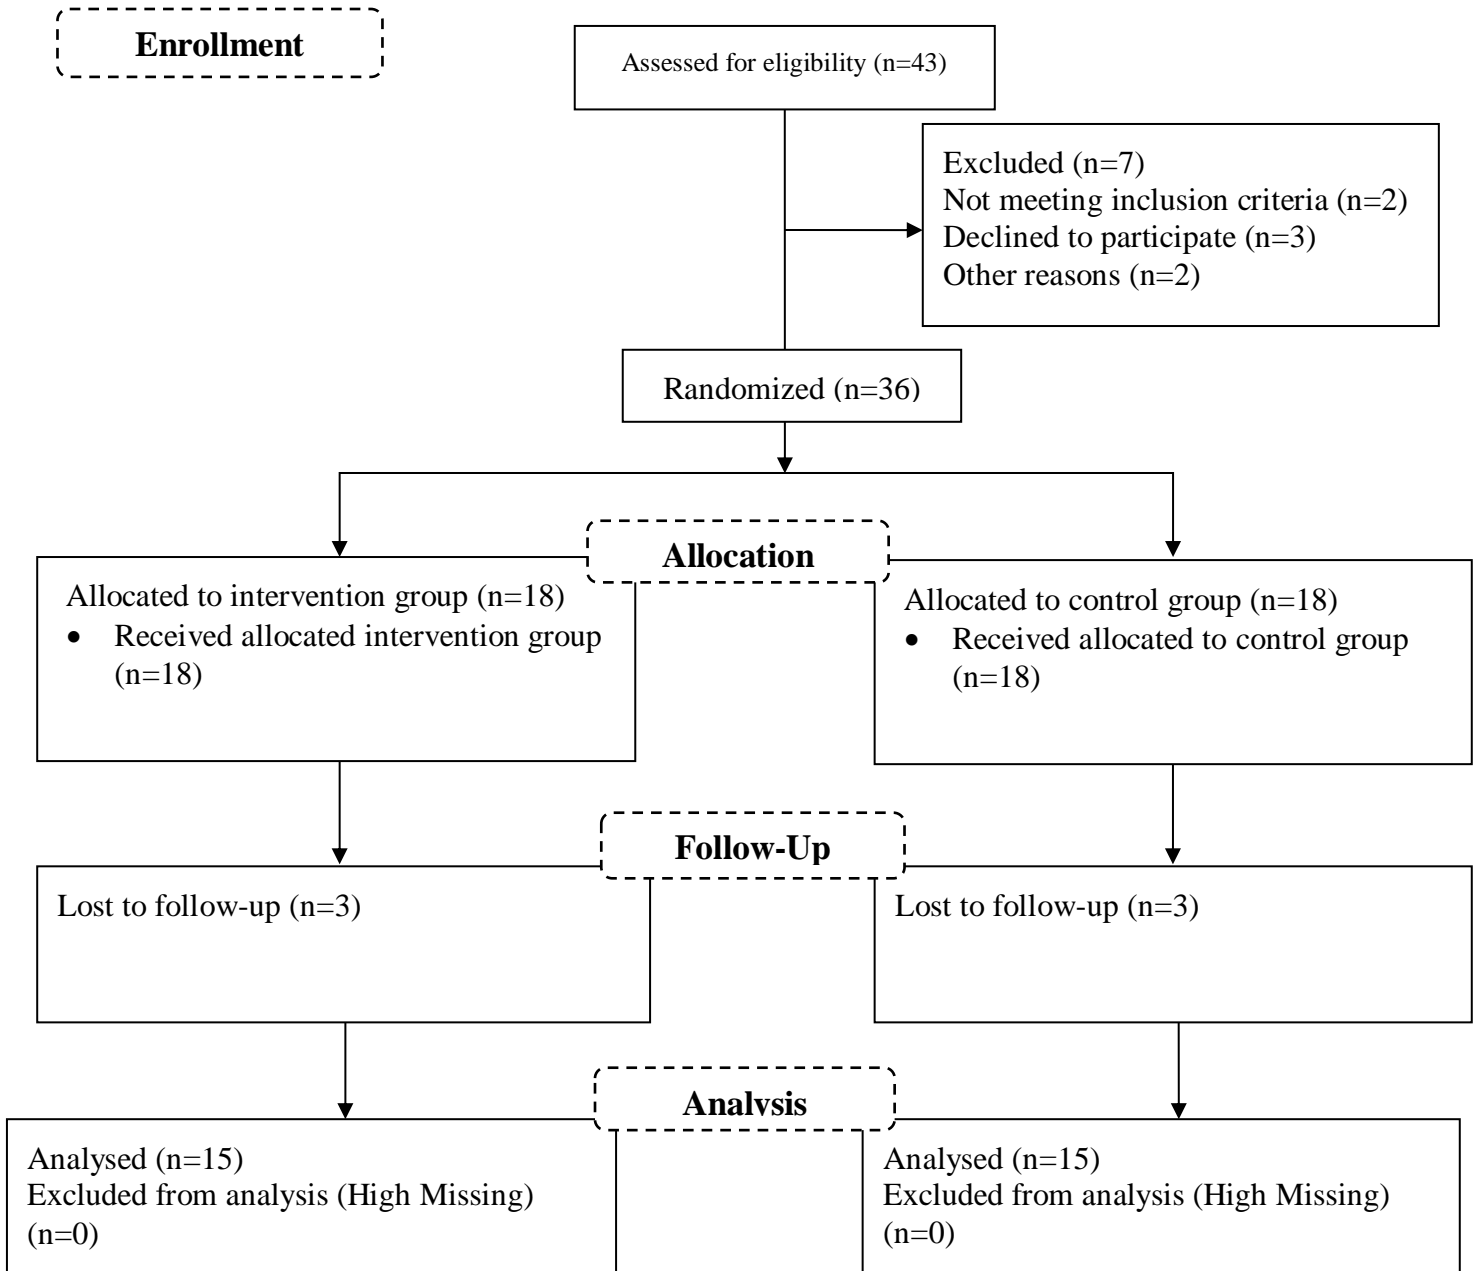 Enrollment
Assessed for eligibility (n=43)
Excluded (n=7)
Not meeting inclusion criteria (n=2)
Declined to participate (n=3)
Other reasons (n=2)
Randomized (n=36)
Allocation
Allocated to intervention group (n=18)
• Received allocated intervention group
(n=18)
Allocated to control group (n=18)
• Received allocated to control group
(n=18)
Follow-Up
Lost to follow-up (n=3)
Lost to follow-up (n=3)
Analysis
Analysed (n=15)
Excluded from analysis (High Missing)
(n=0)
Analysed (n=15)
Excluded from analysis (High Missing)
(n=0)